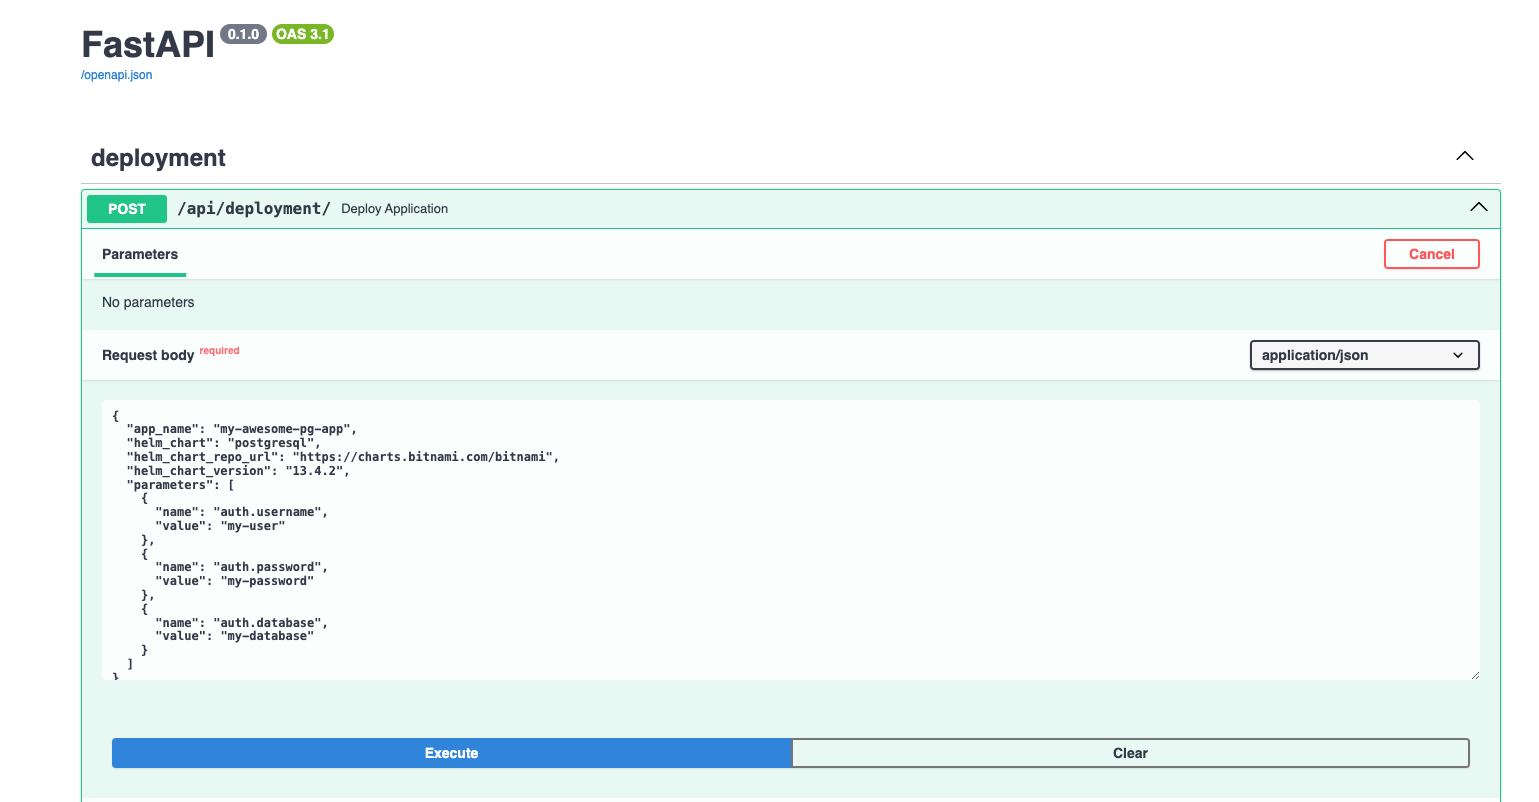 FastAPI 0.1.0 OAS 3.1
/openapi.json
deployment
POST /api/deployment/ Deploy Application
Parameters Cancel
No parameters
Request body required application/json
{
  "app_name": "my-awesome-pg-app",
  "helm_chart": "postgresql",
  "helm_chart_repo_url": "https://charts.bitnami.com/bitnami",
  "helm_chart_version": "13.4.2",
  "parameters": [
    {
      "name": "auth.username",
      "value": "my-user"
    },
    {
      "name": "auth.password",
      "value": "my-password"
    },
    {
      "name": "auth.database",
      "value": "my-database"
    }
  ]
}
Execute Clear